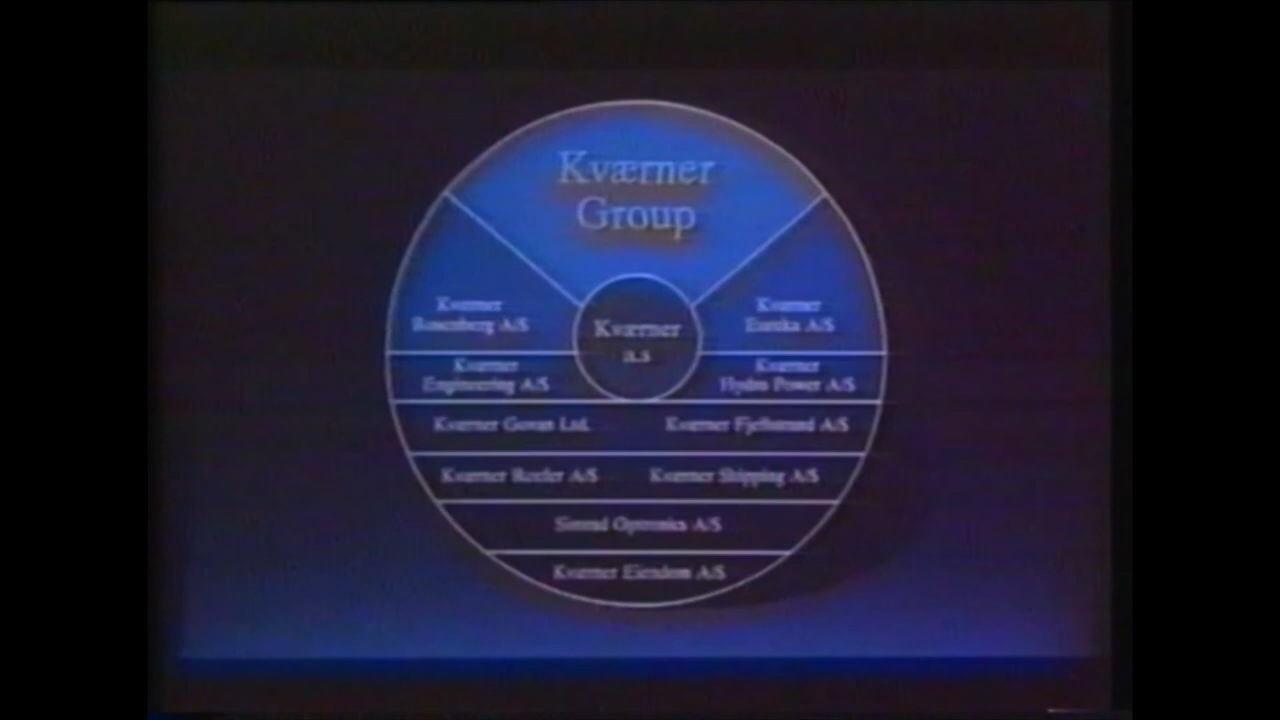 Kværner
Group
Kværner
Rosenberg A/S
Kværner
a.s
Kværner
Eureka A/S
Kværner
Engineering A/S
Kværner
Hydro Power A/S
Kværner Govan Ltd.
Kværner Fjellstrand A/S
Kværner A/S
Kværner Shipping A/S
Simrad Optronics A/S
Kværner Eiendom A/S